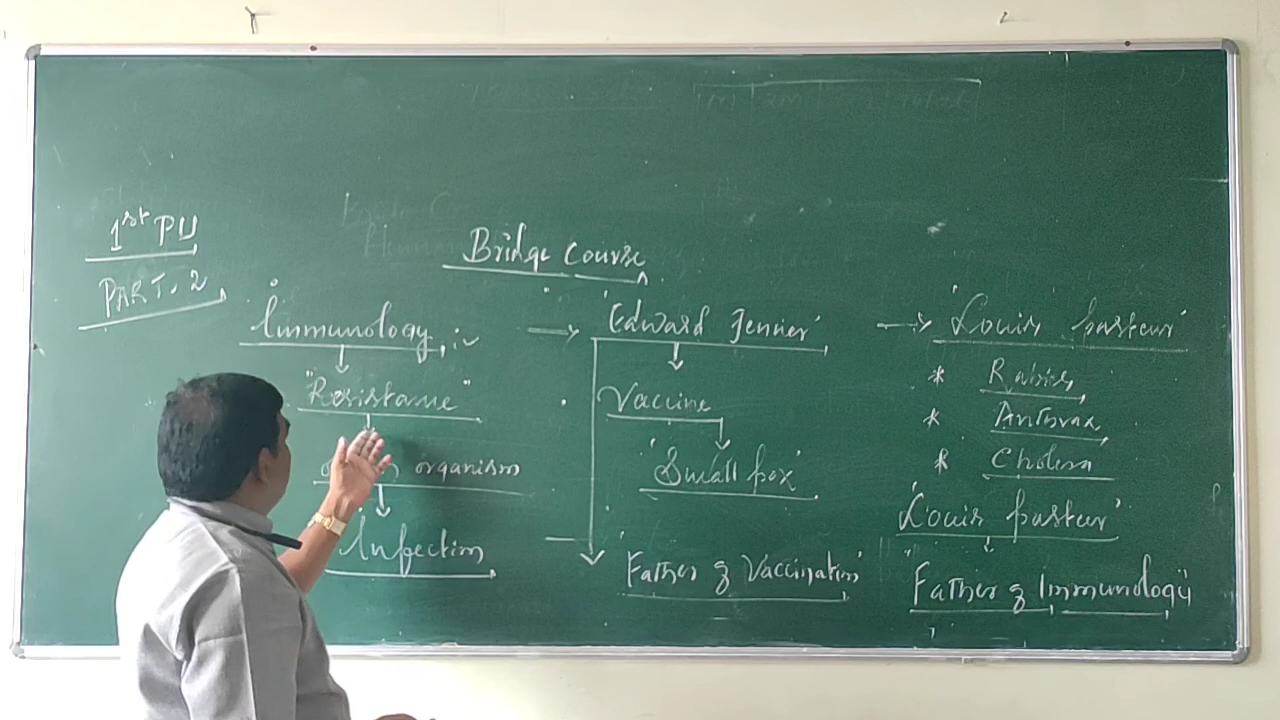 1st PU
PART. 2
Bridge Course
Immunology
"Resistance"
organism
Infection
→ 'Edward Jenner'
Vaccine
'Small pox'
'Father of Vaccination'
→ 'Louis pasteur'
* Rabies
* Anthrax
* Cholera
'Louis pasteur'
Father of Immunology